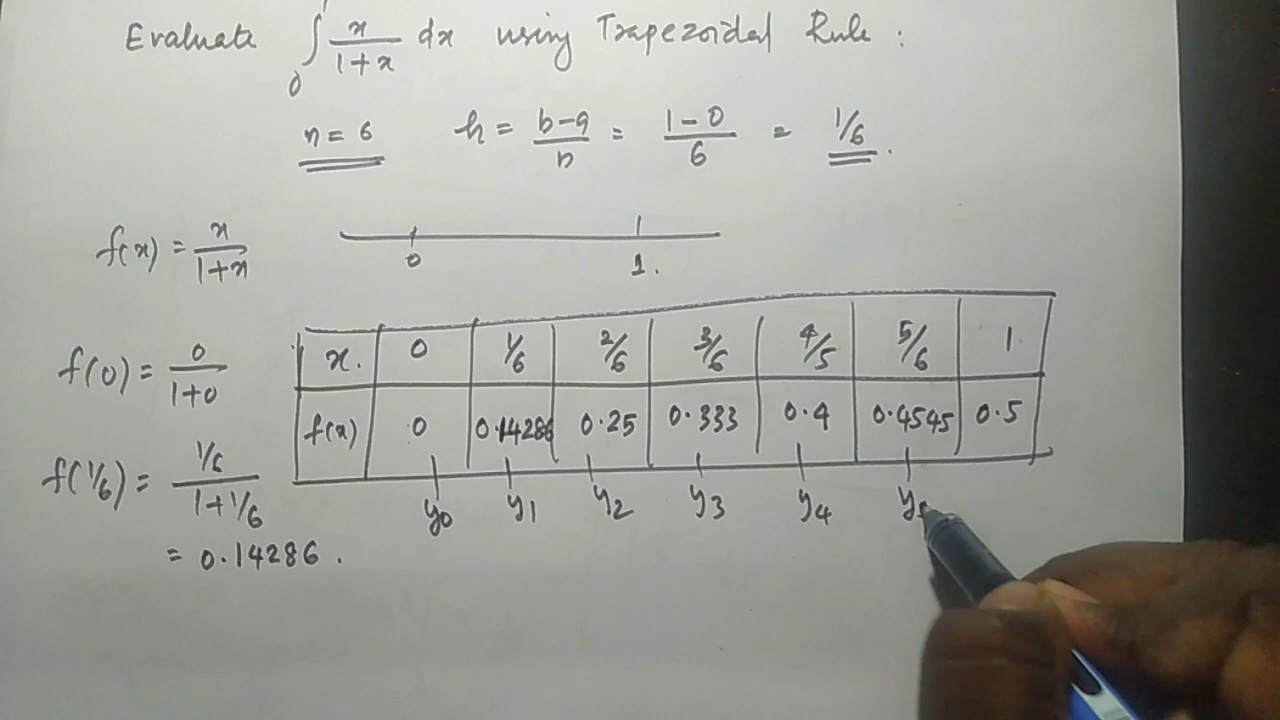 Evaluate ∫₀¹ x/(1+x) dx using Trapezoidal Rule :
n = 6 h = (b-a)/n = (1-0)/6 = 1/6 .
f(x) = x/(1+x) 0 1 .
x. 0 1/6 2/6 3/6 4/5 5/6 1
f(x) 0 0.14286 0.25 0.333 0.4 0.4545 0.5
f(0) = 0/(1+0)
f(1/6) = (1/6)/(1+1/6)
y0 y1 y2 y3 y4 y5
= 0.14286 .